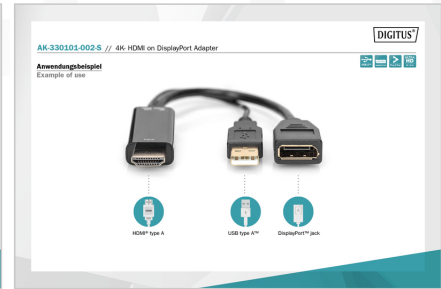 DIGITUS®
AK-330101-002-S // 4K- HDMI on DisplayPort Adapter
Anwendungsbeispiel
Example of use
HDMI® type A
USB type A™
DisplayPort™ jack